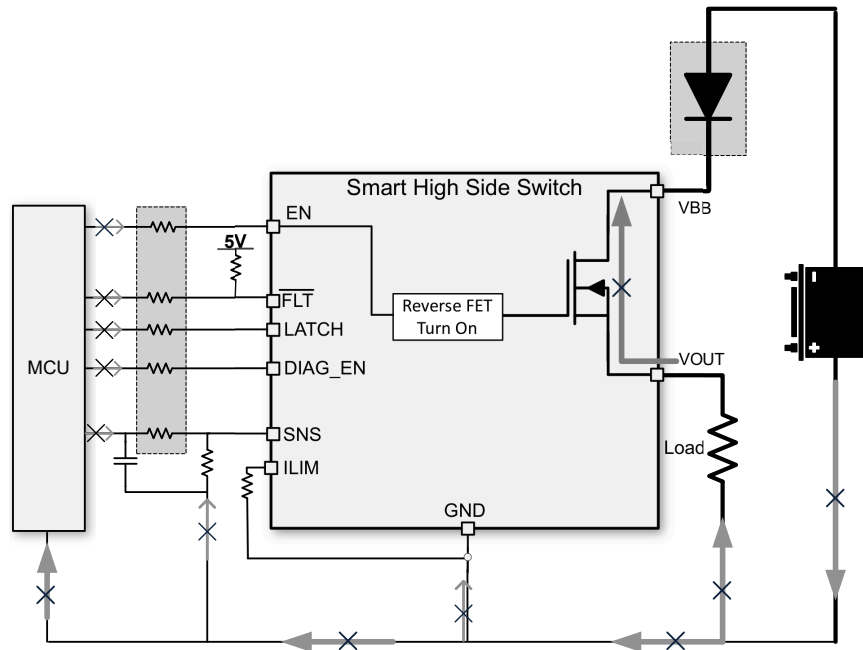 Smart High Side Switch
VBB
EN
5V
FLT
Reverse FET
Turn On
LATCH
MCU
DIAG_EN
VOUT
SNS
Load
ILIM
GND
-
+